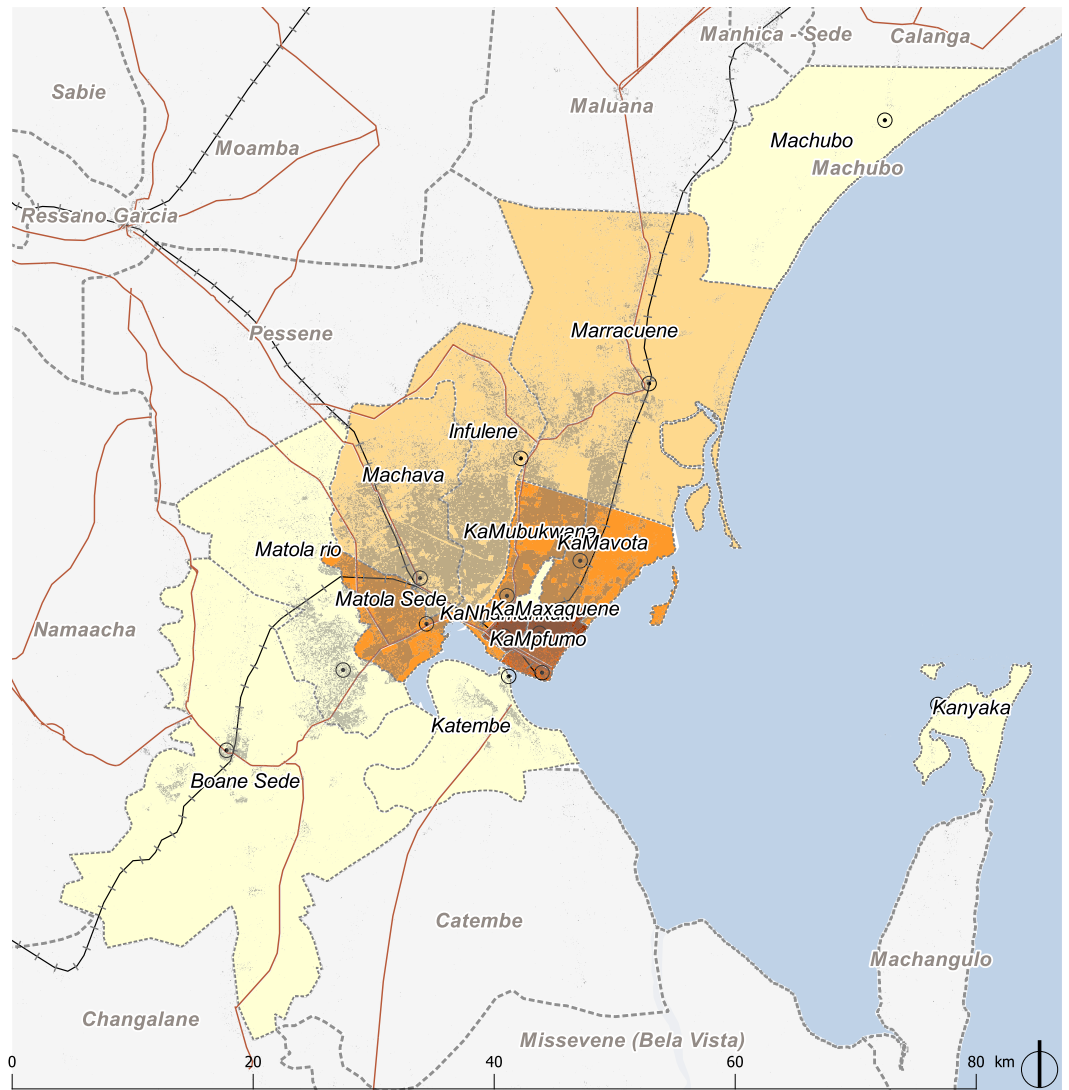 Manhica - Sede
Calanga
Sabie
Maluana
Machubo
Moamba
Machubo
Ressano Garcia
Marracuene
Pessene
Infulene
Machava
KaMubukwana
KaMavota
Matola rio
Matola Sede
KaMaxaquene
Namaacha
KaMpfumo
Kanyaka
Katembe
Boane Sede
Catembe
Machangulo
Changalane
Missevene (Bela Vista)
0 20 40 60 80 km